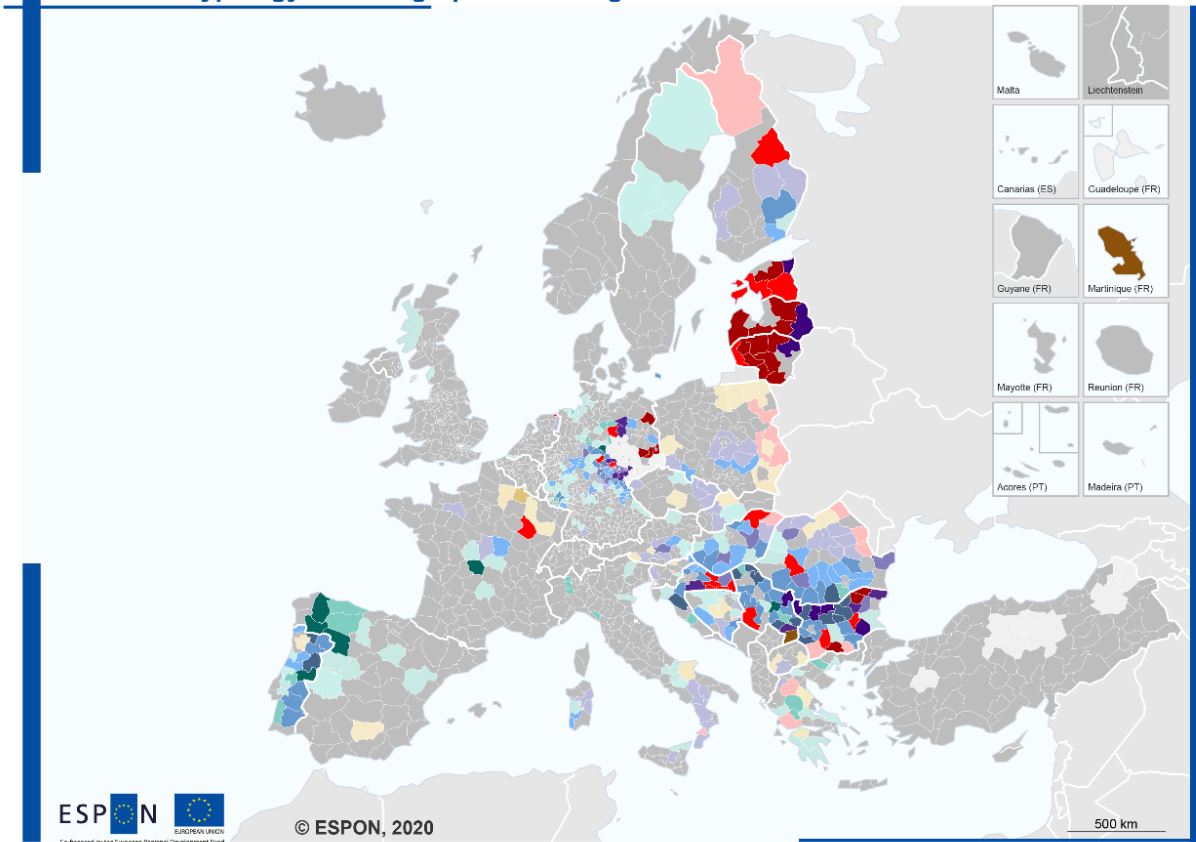 Malta
Liechtenstein
Canarias (ES)
Guadeloupe (FR)
Guyane (FR)
Martinique (FR)
Mayotte (FR)
Reunion (FR)
Acores (PT)
Madeira (PT)
ESPON
EUROPEAN UNION
© ESPON, 2020
500 km